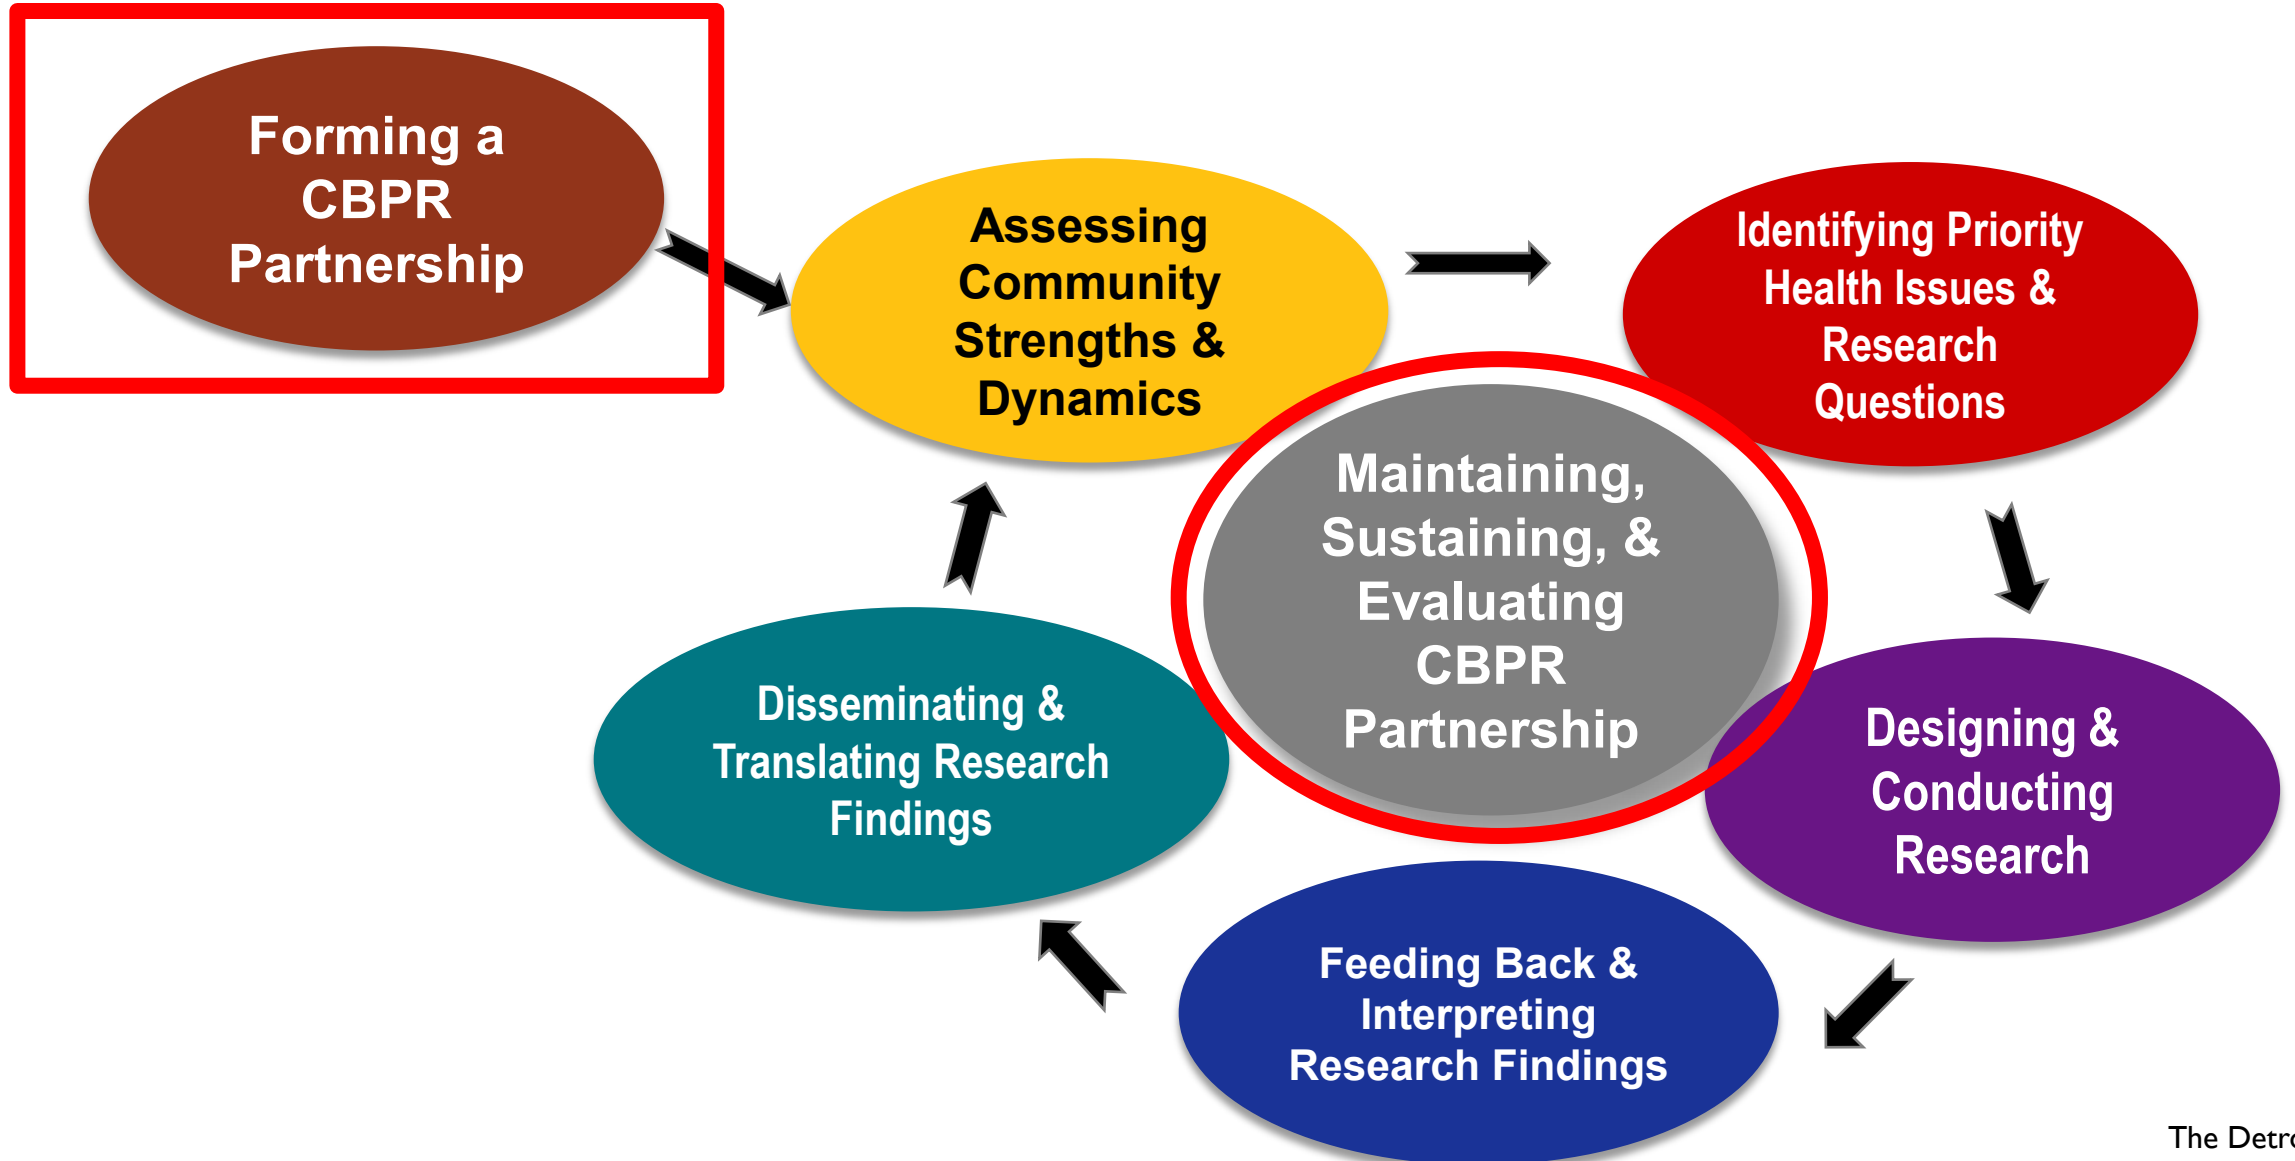 Forming a
CBPR
Partnership
Assessing
Community
Strengths &
Dynamics
Identifying Priority
Health Issues &
Research
Questions
Maintaining,
Sustaining, &
Evaluating
CBPR
Partnership
Designing &
Conducting
Research
Feeding Back &
Interpreting
Research Findings
Disseminating &
Translating Research
Findings
The